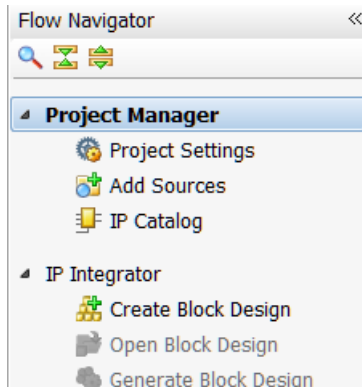 Flow Navigator
Project Manager
Project Settings
Add Sources
IP Catalog
IP Integrator
Create Block Design
Open Block Design
Generate Block Design